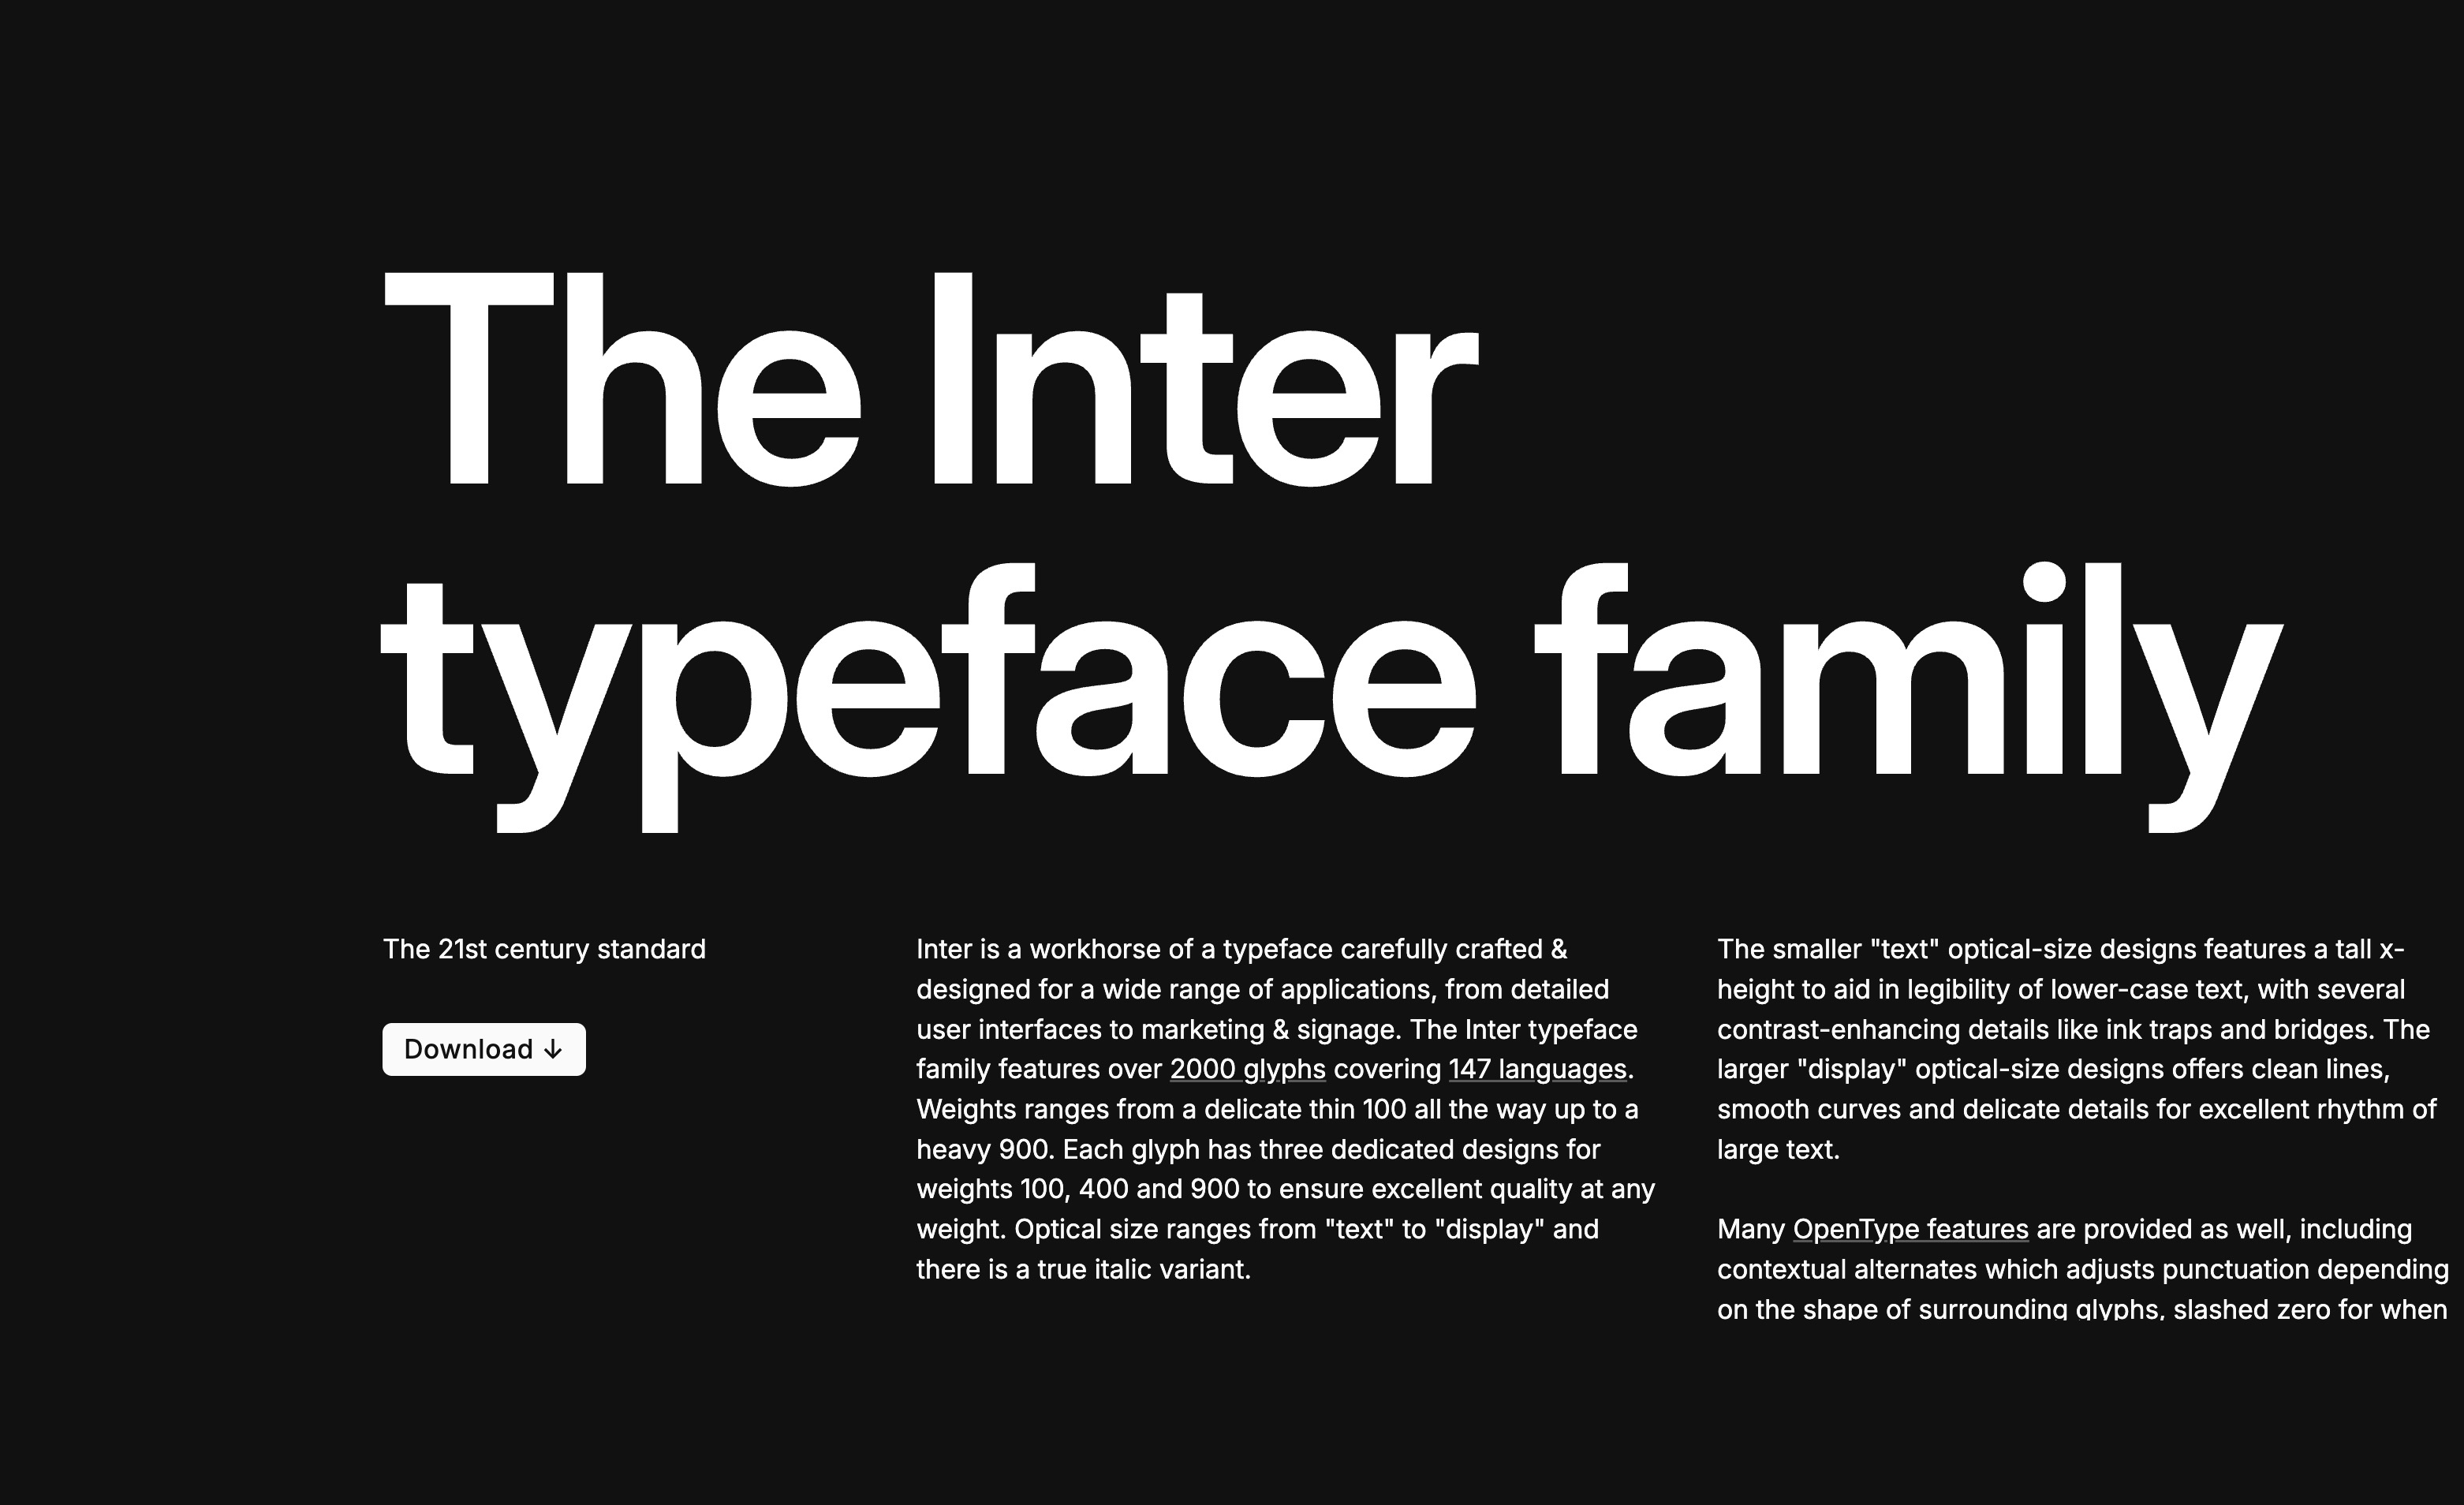 The Inter
typeface family
The 21st century standard
Download ↓
Inter is a workhorse of a typeface carefully crafted &
designed for a wide range of applications, from detailed
user interfaces to marketing & signage. The Inter typeface
family features over 2000 glyphs covering 147 languages.
Weights ranges from a delicate thin 100 all the way up to a
heavy 900. Each glyph has three dedicated designs for
weights 100, 400 and 900 to ensure excellent quality at any
weight. Optical size ranges from "text" to "display" and
there is a true italic variant.
The smaller "text" optical-size designs features a tall x-
height to aid in legibility of lower-case text, with several
contrast-enhancing details like ink traps and bridges. The
larger "display" optical-size designs offers clean lines,
smooth curves and delicate details for excellent rhythm of
large text.
Many OpenType features are provided as well, including
contextual alternates which adjusts punctuation depending
on the shape of surrounding glyphs, slashed zero for when